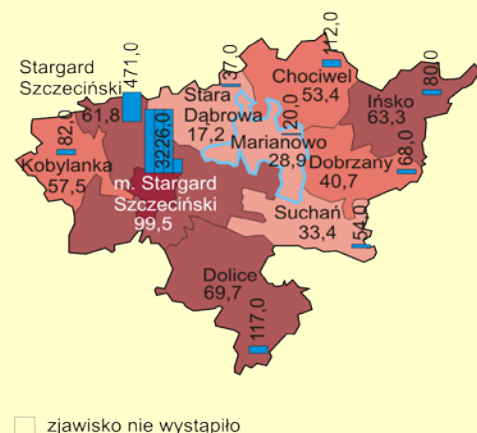 112,0
471,0
37,0
Stargard
Szczeciński
Chociwel
53,4
80,0
Stara
Dąbrowa
17,2
Ińsko
63,3
61,8
82,0
3226,0
20,0
Marianowo
28,9
Kobylanka
57,5
Dobrzany
40,7
68,0
m. Stargard
Szczeciński
99,5
Suchań
33,4
54,0
Dolice
69,7
117,0
zjawisko nie wystąpiło